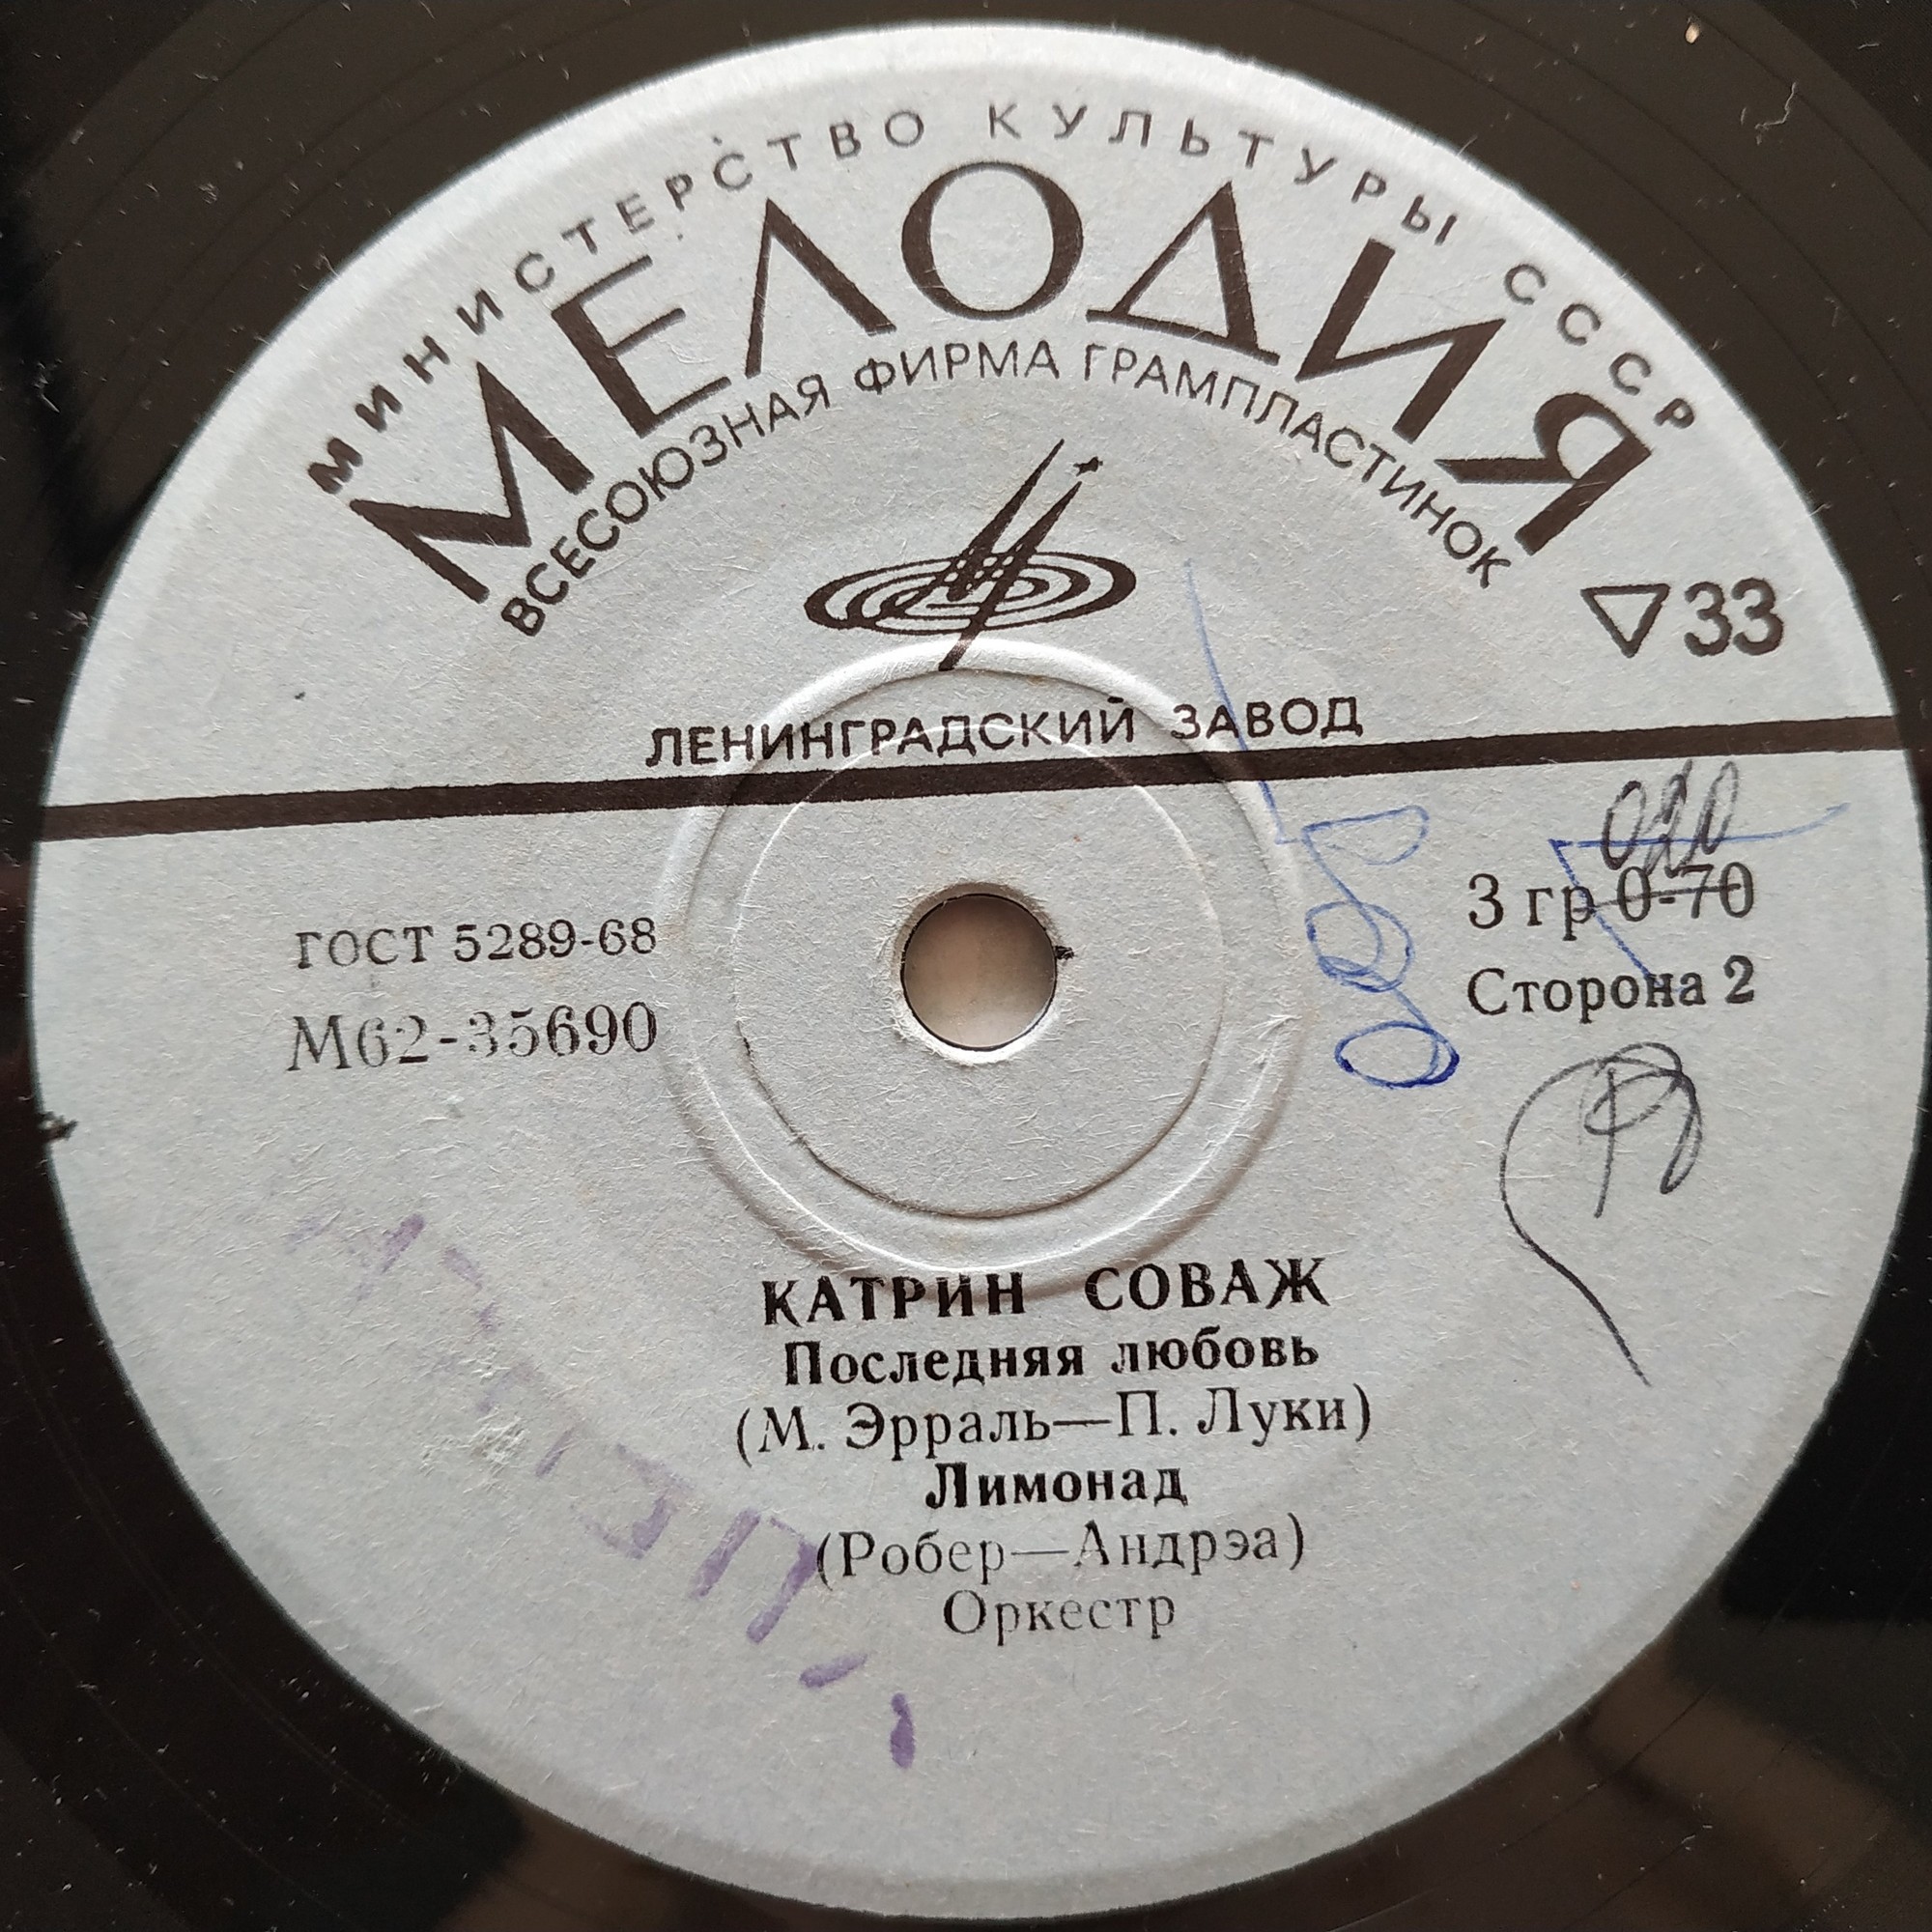 МИНИСТЕРСТВО КУЛЬТУРЫ СССР
МЕЛОДИЯ
ВСЕСОЮЗНАЯ ФИРМА ГРАМПЛАСТИНОК
▽33
ЛЕНИНГРАДСКИЙ ЗАВОД
ГОСТ 5289-68
М62-35690
3 гр 0-70
Сторона 2
КАТРИН СОВАЖ
Последняя любовь
(М. Эрраль—П. Луки)
Лимонад
(Робер—Андрэа)
Оркестр